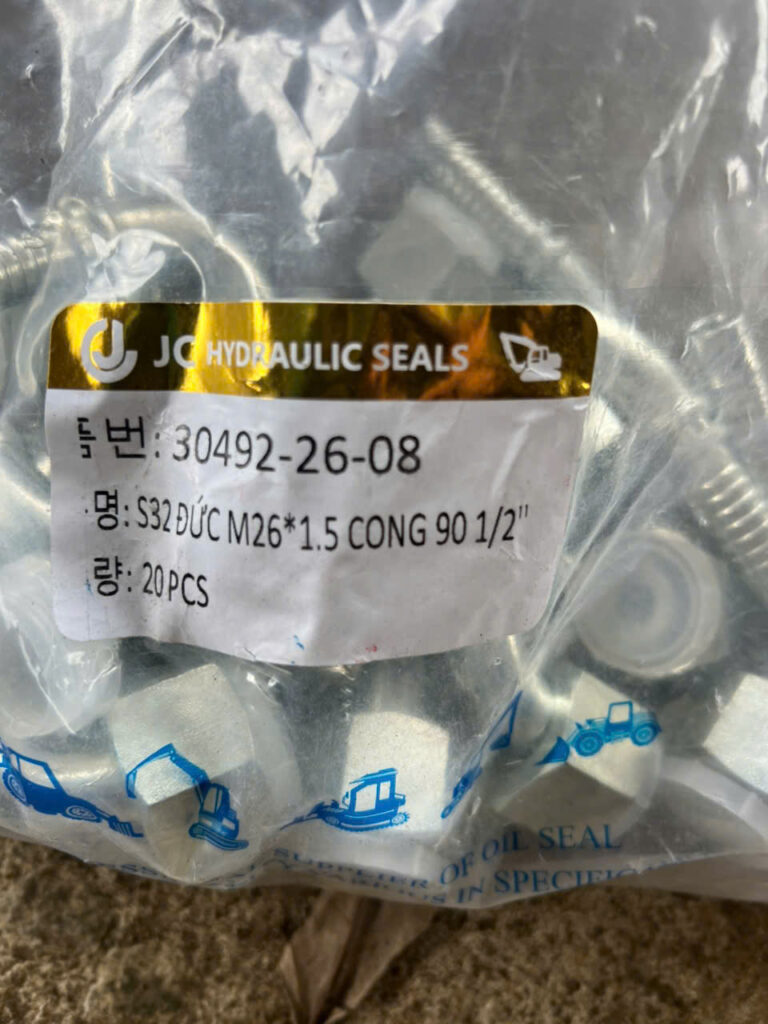 JC HYDRAULIC SEALS
번: 30492-26-08
명: S32 ĐỨC M26*1.5 CONG 90 1/2"
량: 20 PCS
SUPPLIER OF OIL SEAL
IN SPECIFIC